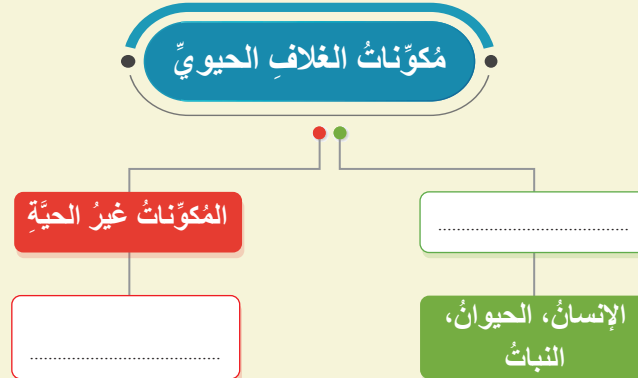 مُكوِّناتُ الغلافِ الحيويِّ
المُكوِّناتُ غيرُ الحيَّةِ
الإنسانُ، الحيوانُ،
النباتُ